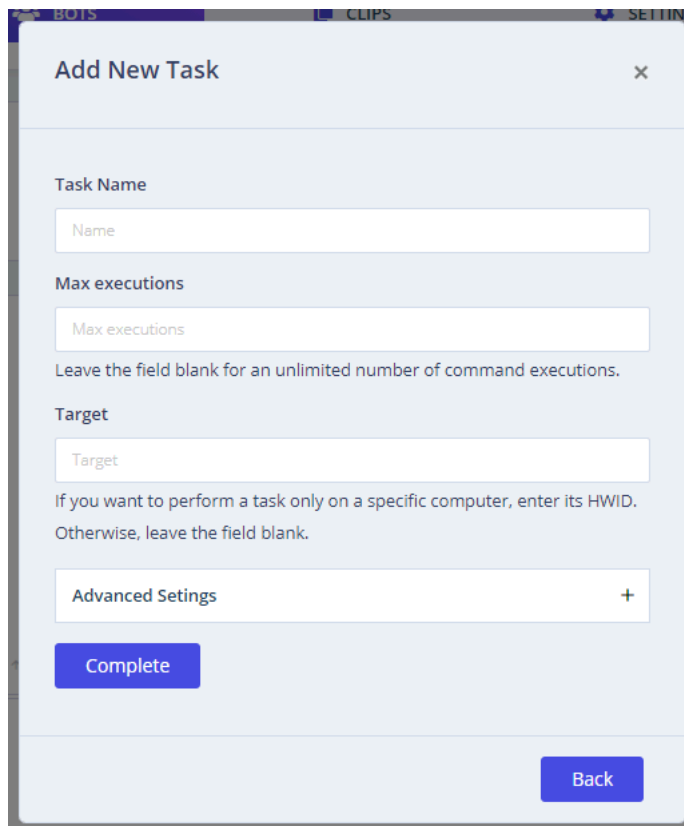 BOTS CLIPS SETTIN
Add New Task
×
Task Name
Name
Max executions
Max executions
Leave the field blank for an unlimited number of command executions.
Target
Target
If you want to perform a task only on a specific computer, enter its HWID.
Otherwise, leave the field blank.
Advanced Setings +
Complete
Back